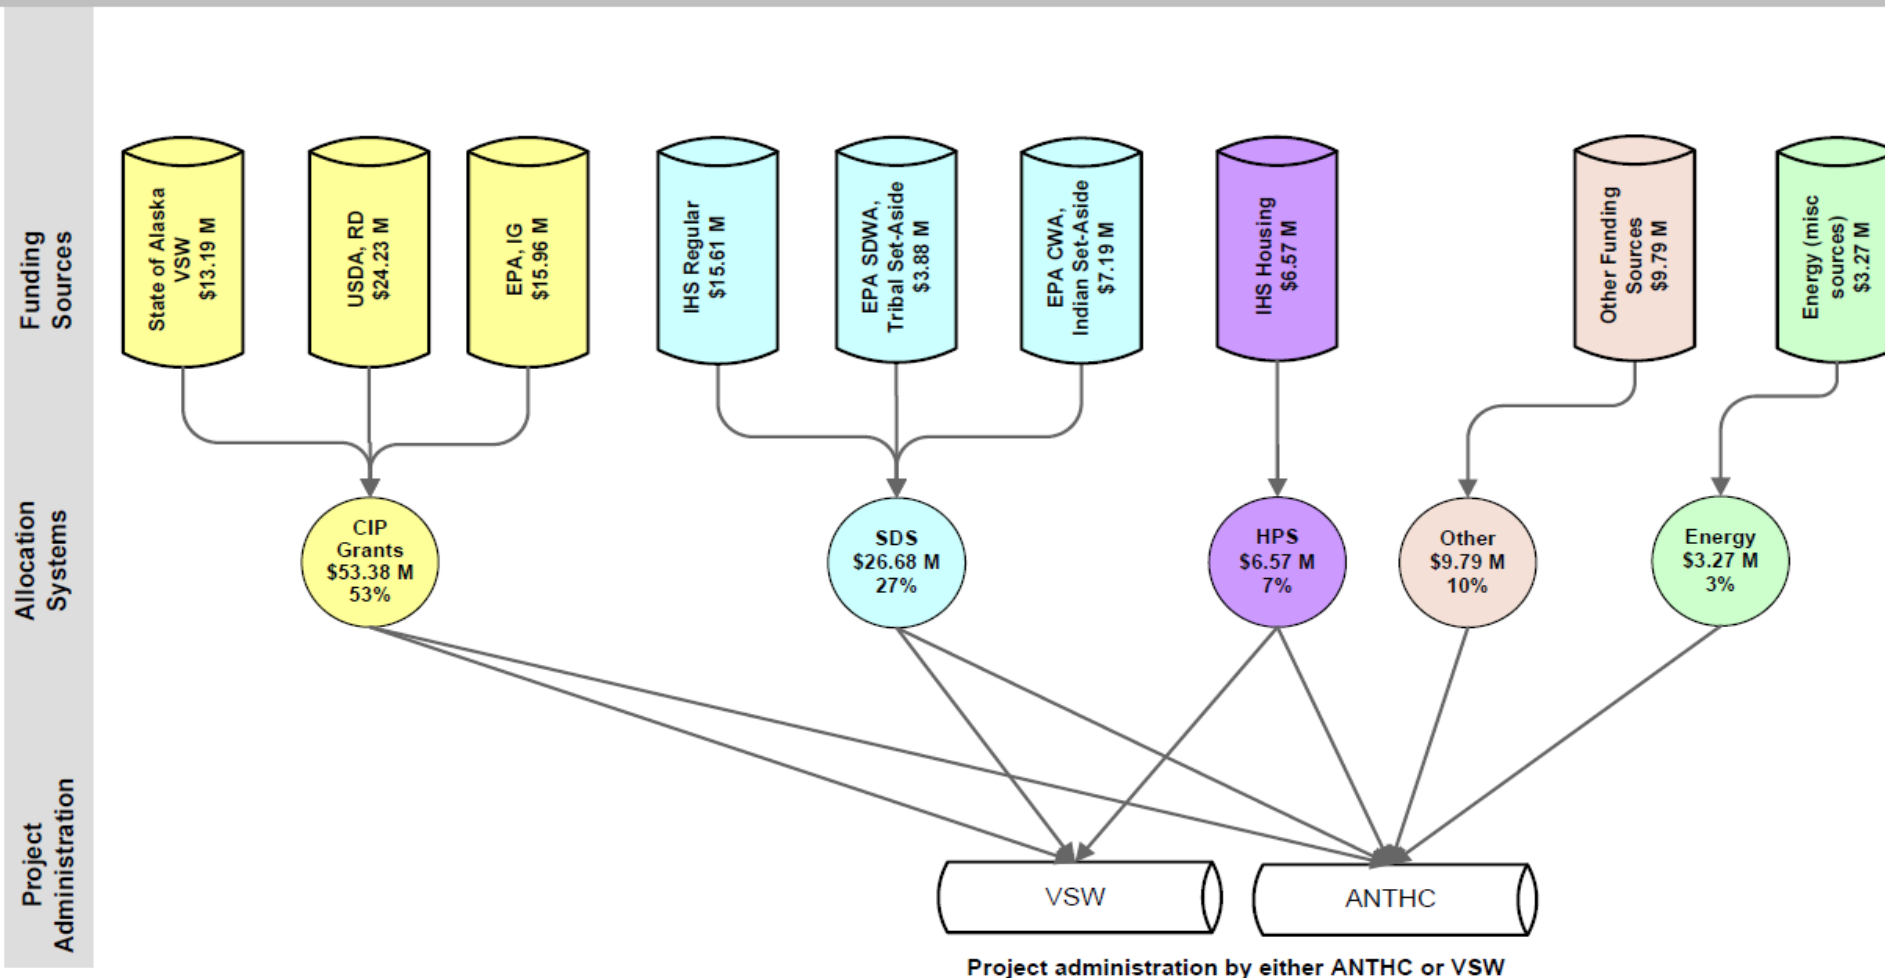 Funding
Sources
State of Alaska
VSW
$13.19 M
USDA, RD
$24.23 M
EPA, IG
$15.96 M
IHS Regular
$15.61 M
EPA SDWA,
Tribal Set-Aside
$3.88 M
EPA CWA,
Indian Set-Aside
$7.19 M
IHS Housing
$6.57 M
Other Funding
Sources
$9.79 M
Energy (misc
sources)
$3.27 M
Allocation
Systems
CIP
Grants
$53.38 M
53%
SDS
$26.68 M
27%
HPS
$6.57 M
7%
Other
$9.79 M
10%
Energy
$3.27 M
3%
Project
Administration
VSW
ANTHC
Project administration by either ANTHC or VSW